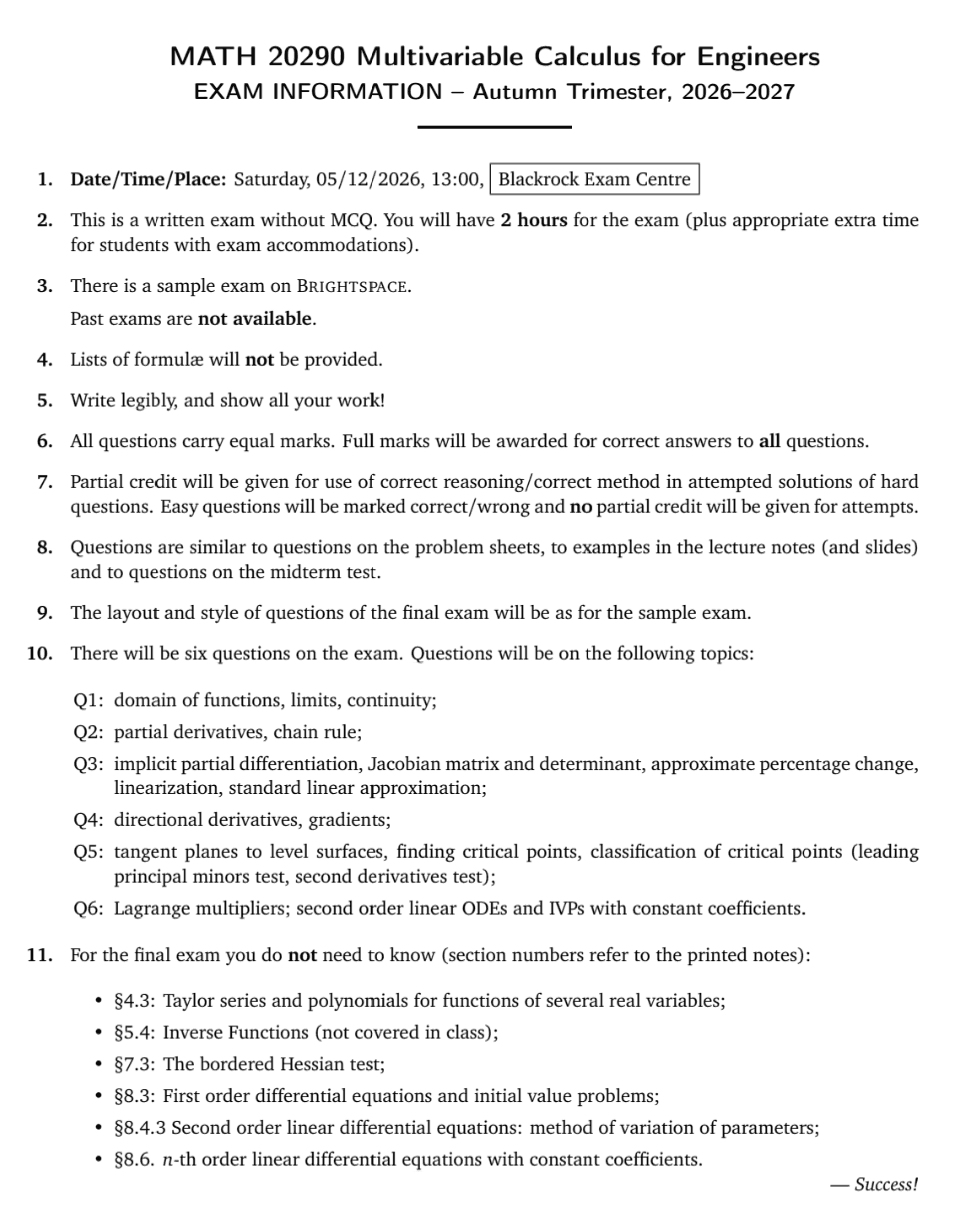 MATH 20290 Multivariable Calculus for Engineers
EXAM INFORMATION – Autumn Trimester, 2026–2027
1. Date/Time/Place: Saturday, 05/12/2026, 13:00, Blackrock Exam Centre
2. This is a written exam without MCQ. You will have 2 hours for the exam (plus appropriate extra time
for students with exam accommodations).
3. There is a sample exam on BRIGHTSPACE.
Past exams are not available.
4. Lists of formulæ will not be provided.
5. Write legibly, and show all your work!
6. All questions carry equal marks. Full marks will be awarded for correct answers to all questions.
7. Partial credit will be given for use of correct reasoning/correct method in attempted solutions of hard
questions. Easy questions will be marked correct/wrong and no partial credit will be given for attempts.
8. Questions are similar to questions on the problem sheets, to examples in the lecture notes (and slides)
and to questions on the midterm test.
9. The layout and style of questions of the final exam will be as for the sample exam.
10. There will be six questions on the exam. Questions will be on the following topics:
Q1: domain of functions, limits, continuity;
Q2: partial derivatives, chain rule;
Q3: implicit partial differentiation, Jacobian matrix and determinant, approximate percentage change,
linearization, standard linear approximation;
Q4: directional derivatives, gradients;
Q5: tangent planes to level surfaces, finding critical points, classification of critical points (leading
principal minors test, second derivatives test);
Q6: Lagrange multipliers; second order linear ODEs and IVPs with constant coefficients.
11. For the final exam you do not need to know (section numbers refer to the printed notes):
• §4.3: Taylor series and polynomials for functions of several real variables;
• §5.4: Inverse Functions (not covered in class);
• §7.3: The bordered Hessian test;
• §8.3: First order differential equations and initial value problems;
• §8.4.3 Second order linear differential equations: method of variation of parameters;
• §8.6. n-th order linear differential equations with constant coefficients.
— Success!